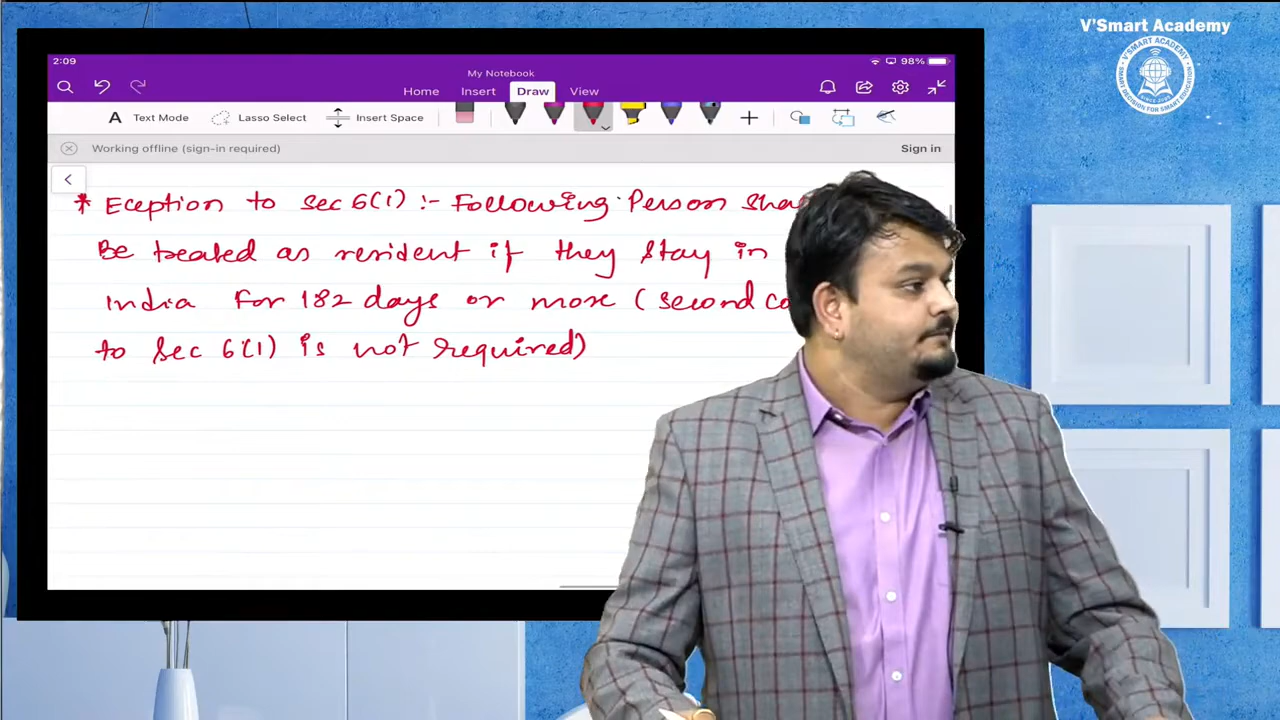 V'Smart Academy
2:09
98%
My Notebook
Home Insert Draw View
Text Mode Lasso Select Insert Space
Working offline (sign-in required) Sign in
* Eception to sec 6(1) :- Following Person
Be treated as resident if they stay in
india for 182 days or more (second
to sec 6(1) is not required)
V'SMART ACADEMY